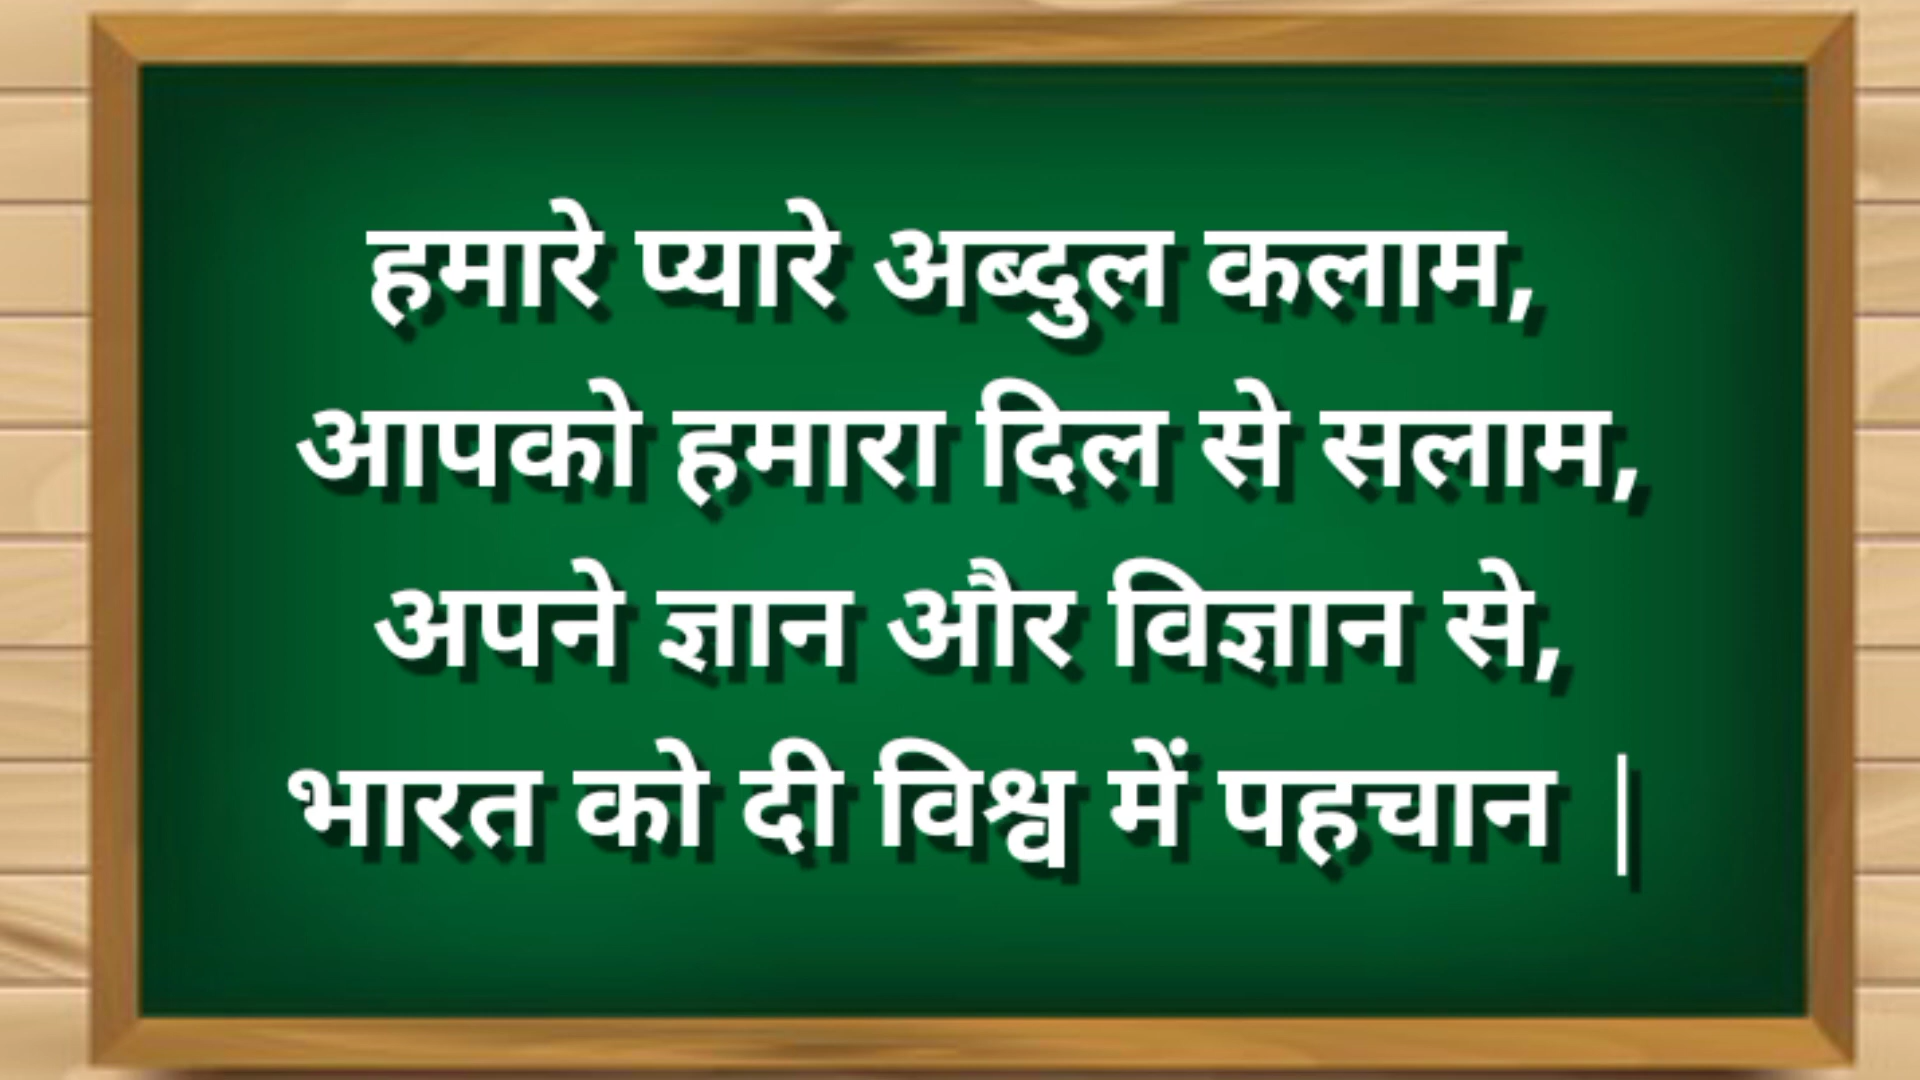 हमारे प्यारे अब्दुल कलाम,
आपको हमारा दिल से सलाम,
अपने ज्ञान और विज्ञान से,
भारत को दी विश्व में पहचान |